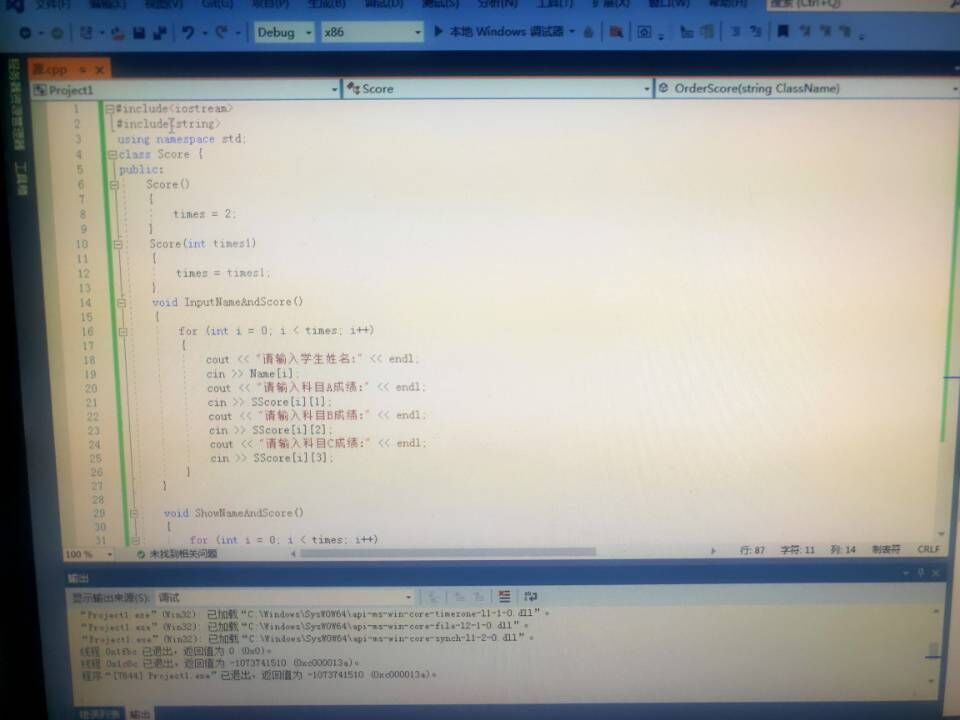 文件(F) 编辑(E) 视图(V) Git(G) 项目(P) 生成(B) 调试(D) 测试(S) 分析(N) 工具(T) 扩展(X) 窗口(W) 帮助(H) 搜索 (Ctrl+Q)
Debug x86 本地 Windows 调试器
服务器资源管理器 工具箱
源.cpp
Project1 Score OrderScore(string ClassName)
1 #include<iostream>
2 #include<string>
3 using namespace std;
4 class Score {
5 public:
6 Score()
7 {
8 times = 2;
9 }
10 Score(int times1)
11 {
12 times = times1;
13 }
14 void InputNameAndScore()
15 {
16 for (int i = 0; i < times; i++)
17 {
18 cout << "请输入学生姓名:" << endl;
19 cin >> Name[i];
20 cout << "请输入科目A成绩:" << endl;
21 cin >> SScore[i][1];
22 cout << "请输入科目B成绩:" << endl;
23 cin >> SScore[i][2];
24 cout << "请输入科目C成绩:" << endl;
25 cin >> SScore[i][3];
26 }
27 }
28
29 void ShowNameAndScore()
30 {
31 for (int i = 0; i < times; i++)
100 % 未找到相关问题 行: 87 字符: 11 列: 14 制表符 CRLF
输出
显示输出来源(S): 调试
“Project1.exe”(Win32): 已加载“C:\Windows\SysWOW64\api-ms-win-core-timezone-l1-1-0.dll”。
“Project1.exe”(Win32): 已加载“C:\Windows\SysWOW64\api-ms-win-core-file-l2-1-0.dll”。
“Project1.exe”(Win32): 已加载“C:\Windows\SysWOW64\api-ms-win-core-synch-l1-2-0.dll”。
线程 0x1fbc 已退出，返回值为 0 (0x0)。
线程 0x1c8c 已退出，返回值为 -1073741510 (0xc000013a)。
程序“[7844] Project1.exe”已退出，返回值为 -1073741510 (0xc000013a)。
错误列表 输出